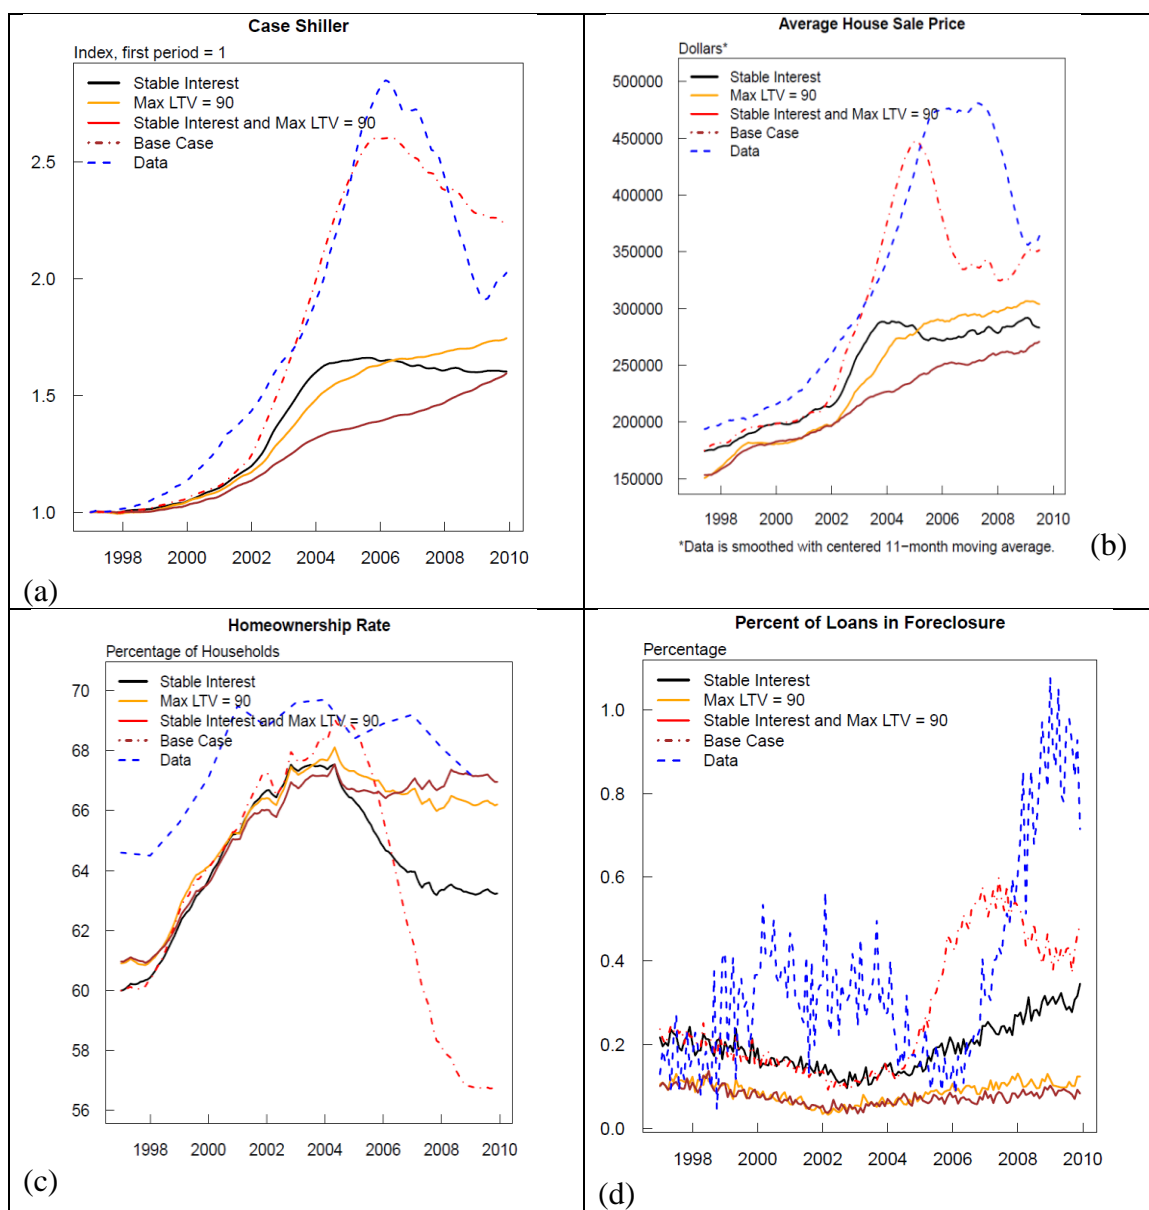 Case Shiller
Index, first period = 1
Stable Interest
Max LTV = 90
Stable Interest and Max LTV = 90
Base Case
Data
2.5
2.0
1.5
1.0
1998 2000 2002 2004 2006 2008 2010
(a)
Average House Sale Price
Dollars*
500000
Stable Interest
Max LTV = 90
Stable Interest and Max LTV = 90
Base Case
Data
450000
400000
350000
300000
250000
200000
150000
1998 2000 2002 2004 2006 2008 2010
*Data is smoothed with centered 11−month moving average.
(b)
Homeownership Rate
Percentage of Households
Stable Interest
Max LTV = 90
Stable Interest and Max LTV = 90
Base Case
Data
70
68
66
64
62
60
58
56
1998 2000 2002 2004 2006 2008 2010
(c)
Percent of Loans in Foreclosure
Percentage
Stable Interest
Max LTV = 90
Stable Interest and Max LTV = 90
Base Case
Data
1.0
0.8
0.6
0.4
0.2
0.0
1998 2000 2002 2004 2006 2008 2010
(d)